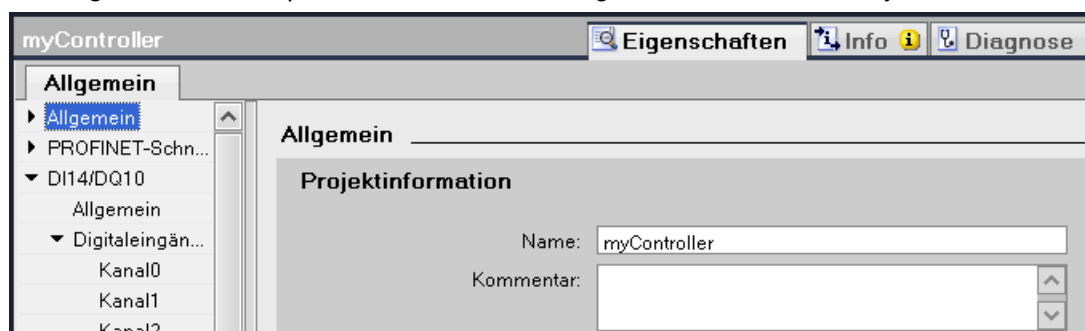 myController
Eigenschaften
Info
Diagnose
Allgemein
Allgemein
PROFINET-Schn...
DI14/DQ10
Allgemein
Digitaleingän...
Kanal0
Kanal1
Kanal2
Allgemein
Projektinformation
Name: myController
Kommentar: